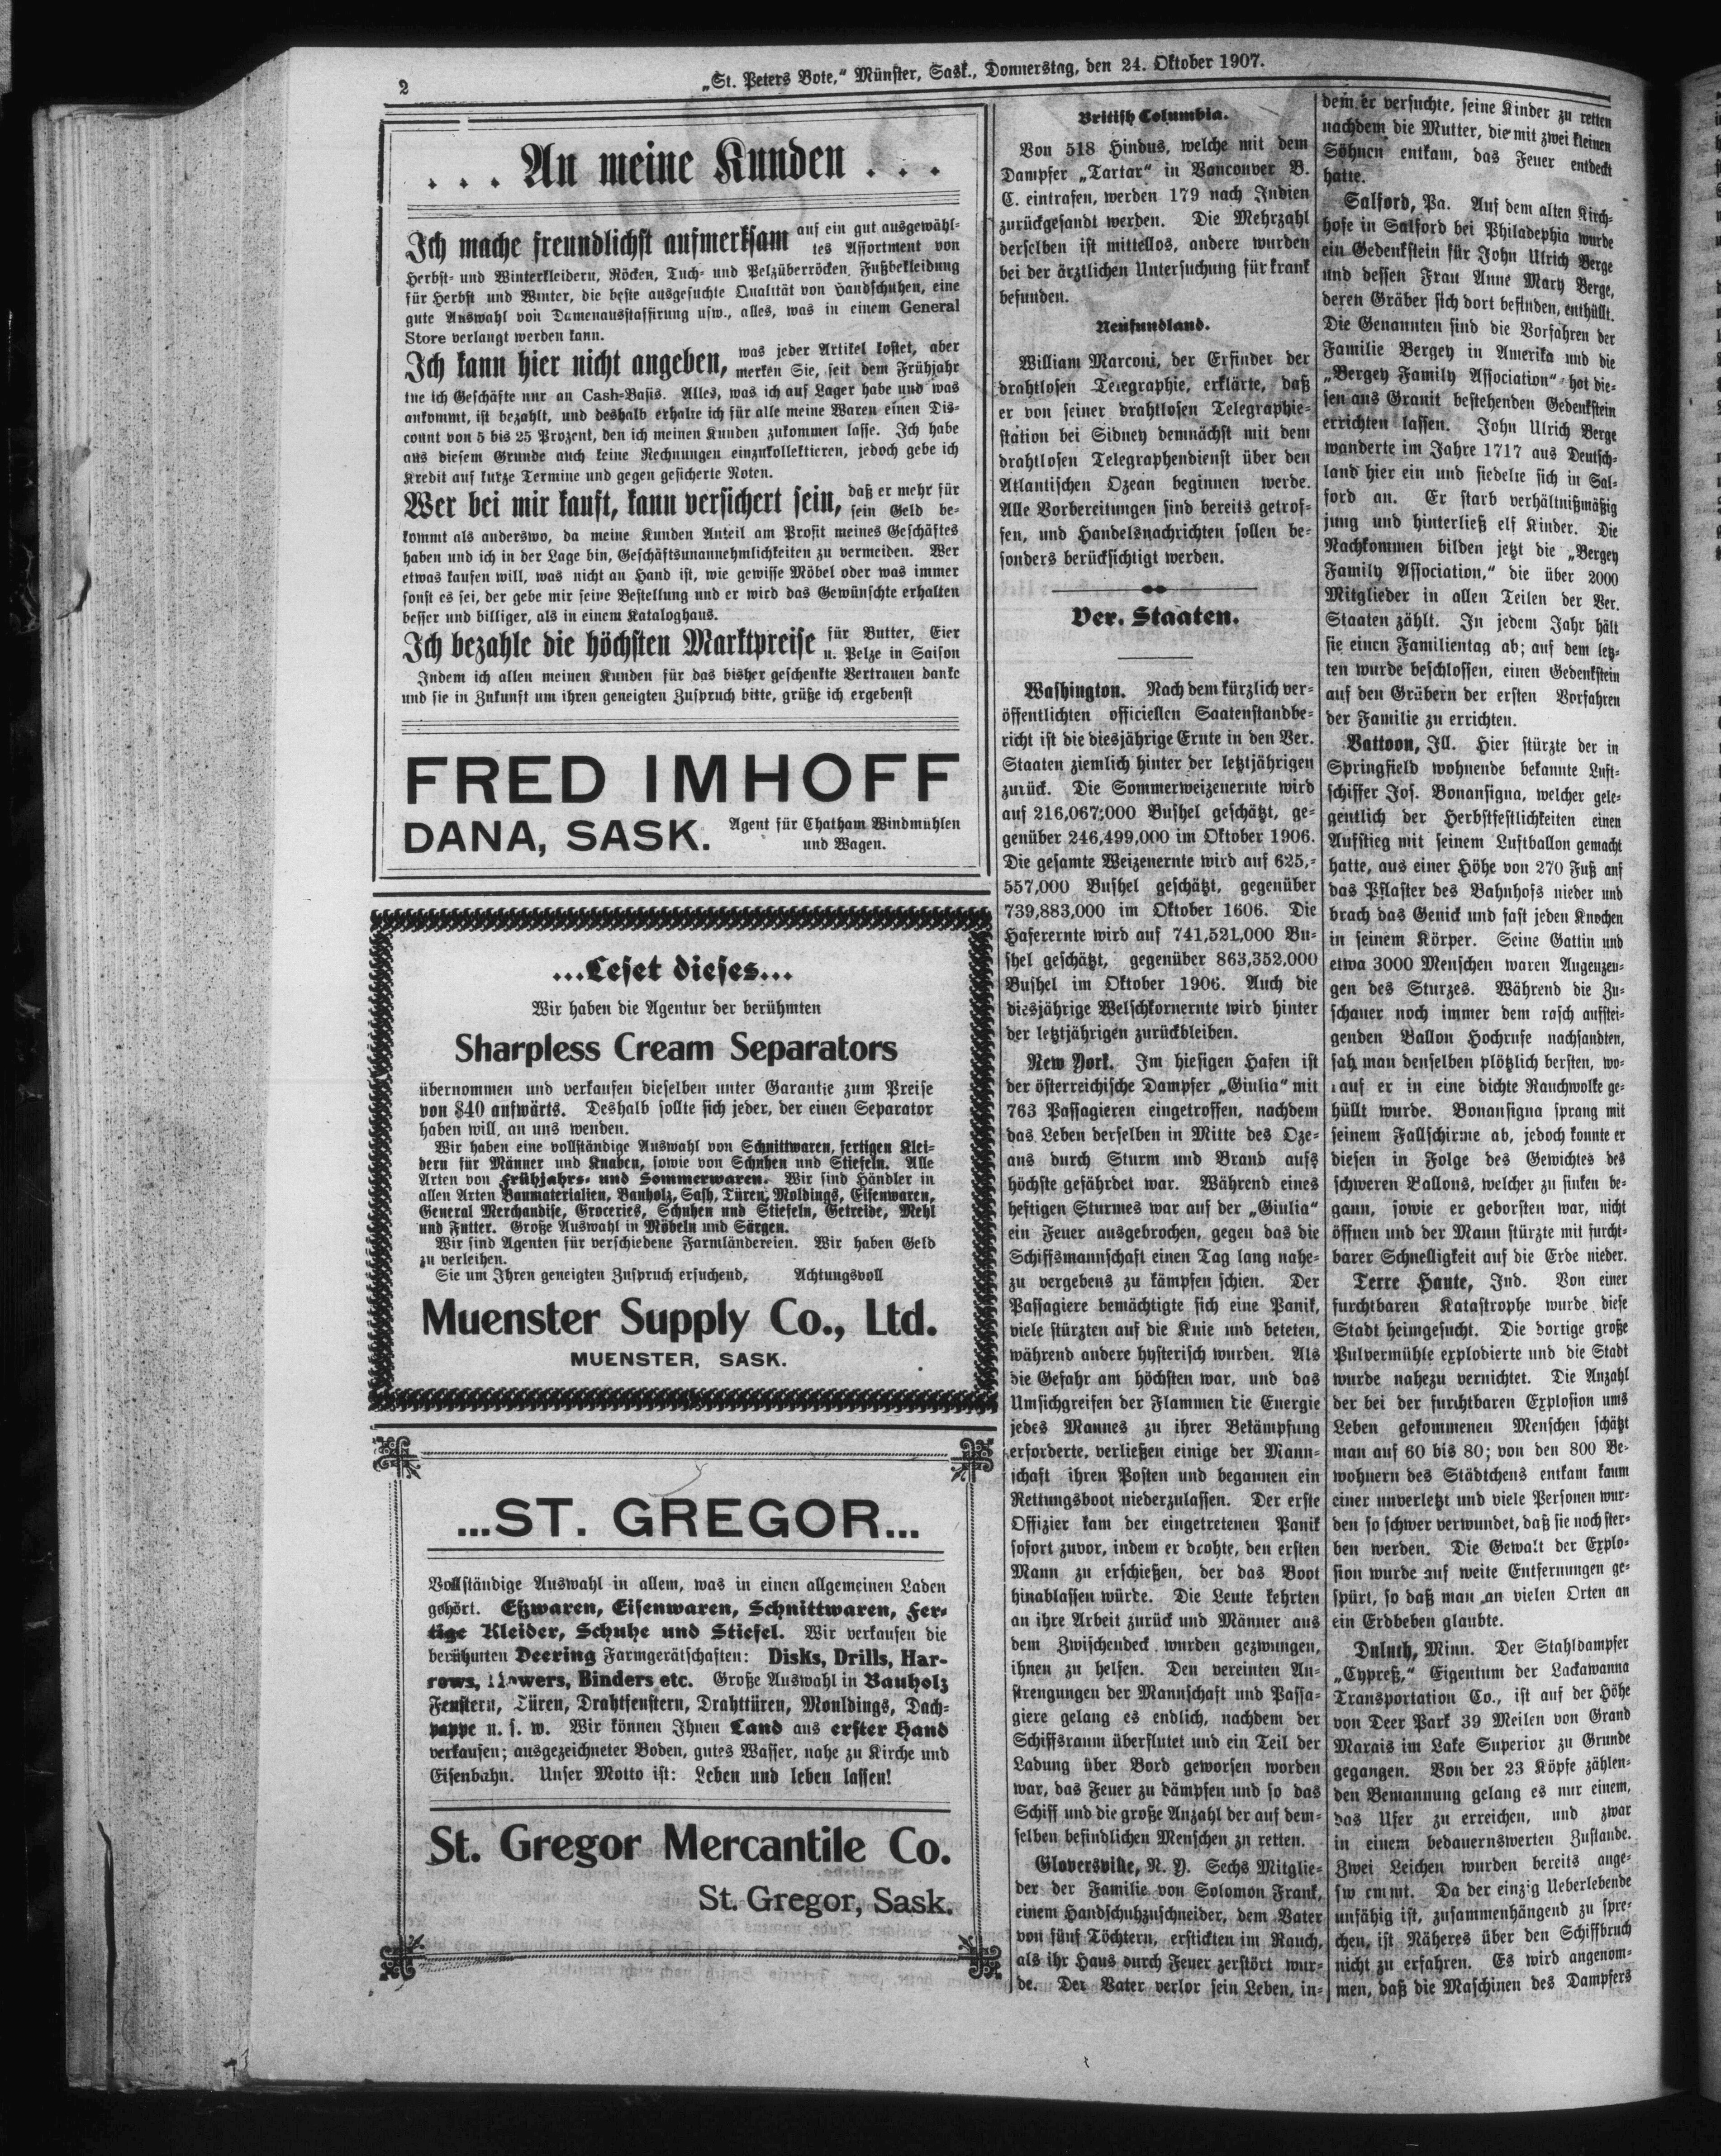 2
„St. Peters Bote,“ Münster, Sask., Donnerstag, den 24. Oktober 1907.
. . . An meine Kunden . . .
Ich mache freundlichst aufmerksam auf ein gut ausgewähl-
tes Assortment von
Herbst- und Winterkleidern, Röcken, Tuch- und Pelzüberröcken, Fußbekleidung
für Herbst und Winter, die beste ausgesuchte Qualität von Handschuhen, eine
gute Auswahl von Damenausstaffirung usw., alles, was in einem General
Store verlangt werden kann.
Ich kann hier nicht angeben, was jeder Artikel kostet, aber
merken Sie, seit dem Frühjahr
tue ich Geschäfte nur an Cash-Basis. Alles, was ich auf Lager habe und was
ankommt, ist bezahlt, und deshalb erhalte ich für alle meine Waren einen Dis-
count von 5 bis 25 Prozent, den ich meinen Kunden zukommen lasse. Ich habe
aus diesem Grunde auch keine Rechnungen einzukollektieren, jedoch gebe ich
Kredit auf kurze Termine und gegen gesicherte Noten.
Wer bei mir kauft, kann versichert sein, daß er mehr für
sein Geld be-
kommt als anderswo, da meine Kunden Anteil am Profit meines Geschäftes
haben und ich in der Lage bin, Geschäftsunannehmlichkeiten zu vermeiden. Wer
etwas kaufen will, was nicht an Hand ist, wie gewisse Möbel oder was immer
sonst es sei, der gebe mir seine Bestellung und er wird das Gewünschte erhalten
besser und billiger, als in einem Kataloghaus.
Ich bezahle die höchsten Marktpreise für Butter, Eier
u. Pelze in Saison
Indem ich allen meinen Kunden für das bisher geschenkte Vertrauen danke
und sie in Zukunft um ihren geneigten Zuspruch bitte, grüße ich ergebenst
FRED IMHOFF
DANA, SASK. Agent für Chatham Windmühlen
und Wagen.
...Leset dieses...
Wir haben die Agentur der berühmten
Sharpless Cream Separators
übernommen und verkaufen dieselben unter Garantie zum Preise
von $40 aufwärts. Deshalb sollte sich jeder, der einen Separator
haben will, an uns wenden.
Wir haben eine vollständige Auswahl von Schnittwaren, fertigen Klei-
dern für Männer und Knaben, sowie von Schuhen und Stiefeln. Alle
Arten von Frühjahrs- und Sommerwaren. Wir sind Händler in
allen Arten Baumaterialien, Bauholz, Sash, Türen, Moldings, Eisenwaren,
General Merchandise, Groceries, Schuhen und Stiefeln, Getreide, Mehl
und Futter. Große Auswahl in Möbeln und Särgen.
Wir sind Agenten für verschiedene Farmländereien. Wir haben Geld
zu verleihen.
Sie um Ihren geneigten Zuspruch ersuchend, Achtungsvoll
Muenster Supply Co., Ltd.
MUENSTER, SASK.
...ST. GREGOR...
Vollständige Auswahl in allem, was in einen allgemeinen Laden
gehört. Eßwaren, Eisenwaren, Schnittwaren, Fer-
tige Kleider, Schuhe und Stiefel. Wir verkaufen die
berühmten Deering Farmgerätschaften: Disks, Drills, Har-
rows, Mowers, Binders etc. Große Auswahl in Bauholz
Fenstern, Türen, Drahtfenstern, Drahttüren, Mouldings, Dach-
pappe u. s. w. Wir können Ihnen Land aus erster Hand
verkaufen; ausgezeichneter Boden, gutes Wasser, nahe zu Kirche und
Eisenbahn. Unser Motto ist: Leben und leben lassen!
St. Gregor Mercantile Co.
St. Gregor, Sask.
British Columbia.
Von 518 Hindus, welche mit dem
Dampfer „Tartar“ in Vancouver B.
C. eintrafen, werden 179 nach Indien
zurückgesandt werden. Die Mehrzahl
derselben ist mittellos, andere wurden
bei der ärztlichen Untersuchung für krank
befunden.
Neufundland.
William Marconi, der Erfinder der
drahtlosen Telegraphie, erklärte, daß
er von seiner drahtlosen Telegraphie-
station bei Sidney demnächst mit dem
drahtlosen Telegraphendienst über den
Atlantischen Ozean beginnen werde.
Alle Vorbereitungen sind bereits getrof-
fen, und Handelsnachrichten sollen be-
sonders berücksichtigt werden.
Ver. Staaten.
Washington. Nach dem kürzlich ver-
öffentlichten officiellen Saatenstandbe-
richt ist die diesjährige Ernte in den Ver.
Staaten ziemlich hinter der letztjährigen
zurück. Die Sommerweizenernte wird
auf 216,067,000 Bushel geschätzt, ge-
genüber 246,499,000 im Oktober 1906.
Die gesamte Weizenernte wird auf 625,-
557,000 Bushel geschätzt, gegenüber
739,883,000 im Oktober 1606. Die
Haferernte wird auf 741,521,000 Bu-
shel geschätzt, gegenüber 863,352,000
Bushel im Oktober 1906. Auch die
diesjährige Welschkornernte wird hinter
der letztjährigen zurückbleiben.
New York. Im hiesigen Hafen ist
der österreichische Dampfer „Giulia“ mit
763 Passagieren eingetroffen, nachdem
das Leben derselben in Mitte des Oze-
ans durch Sturm und Brand aufs
höchste gefährdet war. Während eines
heftigen Sturmes war auf der „Giulia“
ein Feuer ausgebrochen, gegen das die
Schiffsmannschaft einen Tag lang nahe-
zu vergebens zu kämpfen schien. Der
Passagiere bemächtigte sich eine Panik,
viele stürzten auf die Knie und beteten,
während andere hysterisch wurden. Als
die Gefahr am höchsten war, und das
Umsichgreifen der Flammen die Energie
jedes Mannes zu ihrer Betämpfung
erforderte, verließen einige der Mann-
schaft ihren Posten und begannen ein
Rettungsboot niederzulassen. Der erste
Offizier kam der eingetretenen Panik
sofort zuvor, indem er drohte, den ersten
Mann zu erschießen, der das Boot
hinablassen würde. Die Leute kehrten
an ihre Arbeit zurück und Männer aus
dem Zwischendeck wurden gezwungen,
ihnen zu helfen. Den vereinten An-
strengungen der Mannschaft und Passa-
giere gelang es endlich, nachdem der
Schiffsraum überflutet und ein Teil der
Ladung über Bord geworfen worden
war, das Feuer zu dämpfen und so das
Schiff und die große Anzahl der auf dem-
selben befindlichen Menschen zu retten.
Gloversville, N. Y. Sechs Mitglie-
der der Familie von Solomon Frank,
einem Handschuhzuschneider, dem Vater
von fünf Töchtern, erstickten im Rauch,
als ihr Haus durch Feuer zerstört wur-
de. Der Vater verlor sein Leben, in-
dem er versuchte, seine Kinder zu retten
nachdem die Mutter, die mit zwei kleinen
Söhnen entkam, das Feuer entdeckt
hatte.
Salford, Pa. Auf dem alten Kirch-
hofe in Salford bei Philadephia wurde
ein Gedenkstein für John Ulrich Berge
und dessen Frau Anne Mary Berge,
deren Gräber sich dort befinden, enthüllt.
Die Genannten sind die Vorfahren der
Familie Bergey in Amerika und die
„Bergey Family Association“ hat die-
sen aus Granit bestehenden Gedenkstein
errichten lassen. John Ulrich Berge
wanderte im Jahre 1717 aus Deutsch-
land hier ein und siedelte sich in Sal-
ford an. Er starb verhältnißmäßig
jung und hinterließ elf Kinder. Die
Nachkommen bilden jetzt die „Bergey
Family Association,“ die über 2000
Mitglieder in allen Teilen der Ver.
Staaten zählt. In jedem Jahr hält
sie einen Familientag ab; auf dem letz-
ten wurde beschlossen, einen Gedenkstein
auf den Gräbern der ersten Vorfahren
der Familie zu errichten.
Vattoon, Ill. Hier stürzte der in
Springfield wohnende bekannte Luft-
schiffer Jos. Bonansigna, welcher gele-
gentlich der Herbstfestlichkeiten einen
Aufstieg mit seinem Luftballon gemacht
hatte, aus einer Höhe von 270 Fuß auf
das Pflaster des Bahnhofs nieder und
brach das Genick und fast jeden Knochen
in seinem Körper. Seine Gattin und
etwa 3000 Menschen waren Augenzeu-
gen des Sturzes. Während die Zu-
schauer noch immer dem rasch aufstei-
genden Ballon Hochrufe nachsandten,
sah man denselben plötzlich bersten, wo-
rauf er in eine dichte Rauchwolke ge-
hüllt wurde. Bonansigna sprang mit
seinem Fallschirme ab, jedoch konnte er
diesen in Folge des Gewichtes des
schweren Ballons, welcher zu sinken be-
gann, sowie er geborsten war, nicht
öffnen und der Mann stürzte mit furcht-
barer Schnelligkeit auf die Erde nieder.
Terre Haute, Ind. Von einer
furchtbaren Katastrophe wurde diese
Stadt heimgesucht. Die dortige große
Pulvermühle explodierte und die Stadt
wurde nahezu vernichtet. Die Anzahl
der bei der furchtbaren Explosion ums
Leben gekommenen Menschen schätzt
man auf 60 bis 80; von den 800 Be-
wohnern des Städtchens entkam kaum
einer unverletzt und viele Personen wur-
den so schwer verwundet, daß sie noch ster-
ben werden. Die Gewalt der Explo-
sion wurde auf weite Entfernungen ge-
spürt, so daß man an vielen Orten an
ein Erdbeben glaubte.
Duluth, Minn. Der Stahldampfer
„Cypreß,“ Eigentum der Lackawanna
Transportation Co., ist auf der Höhe
von Deer Park 39 Meilen von Grand
Marais im Lake Superior zu Grunde
gegangen. Von der 23 Köpfe zählen-
den Bemannung gelang es nur einem,
das Ufer zu erreichen, und zwar
in einem bedauernswerten Zustande.
Zwei Leichen wurden bereits ange-
Da der einzig Ueberlebende
unfähig ist, zusammenhängend zu spre-
chen, ist Näheres über den Schiffbruch
nicht zu erfahren. Es wird angenom-
men, daß die Maschinen des Dampfers